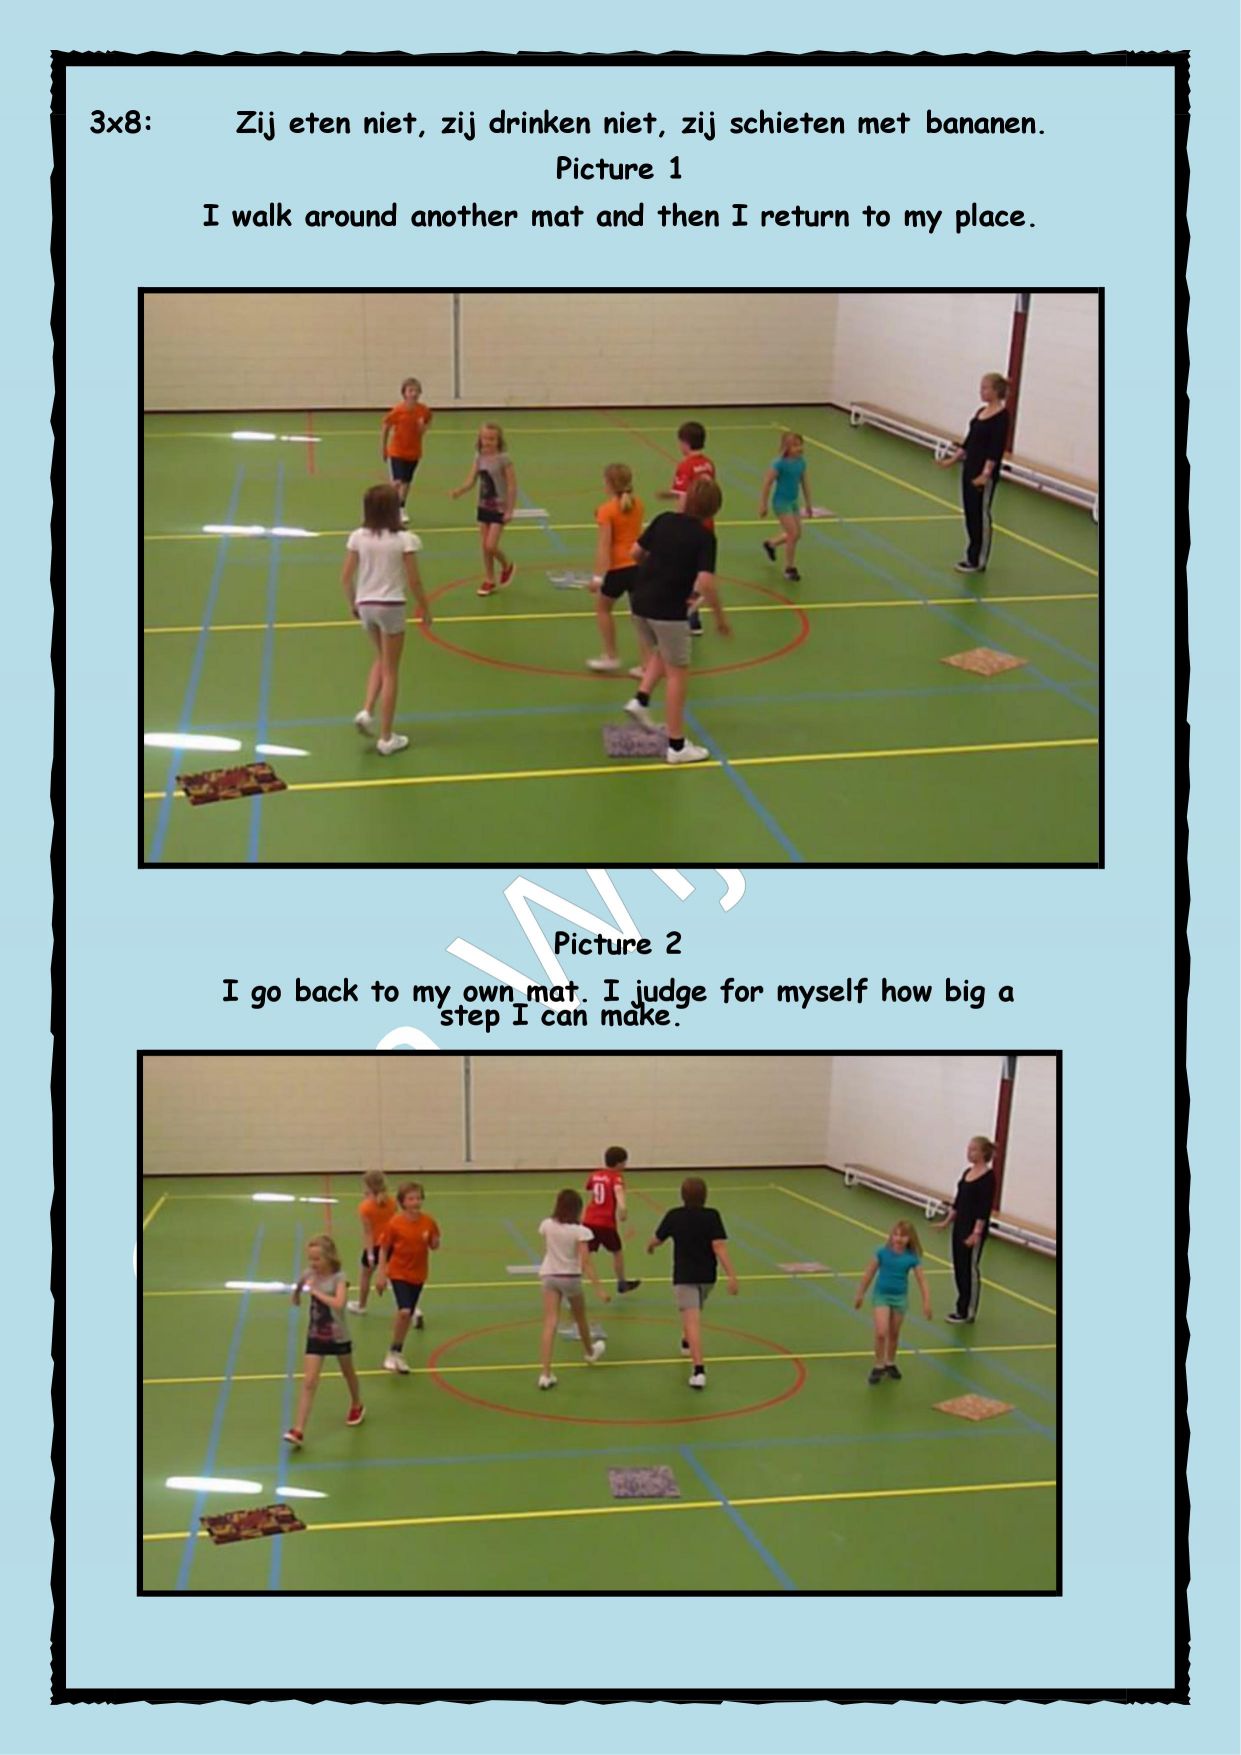 3x8: Zij eten niet, zij drinken niet, zij schieten met bananen.
Picture 1
I walk around another mat and then I return to my place.
Picture 2
I go back to my own mat. I judge for myself how big a
step I can make.